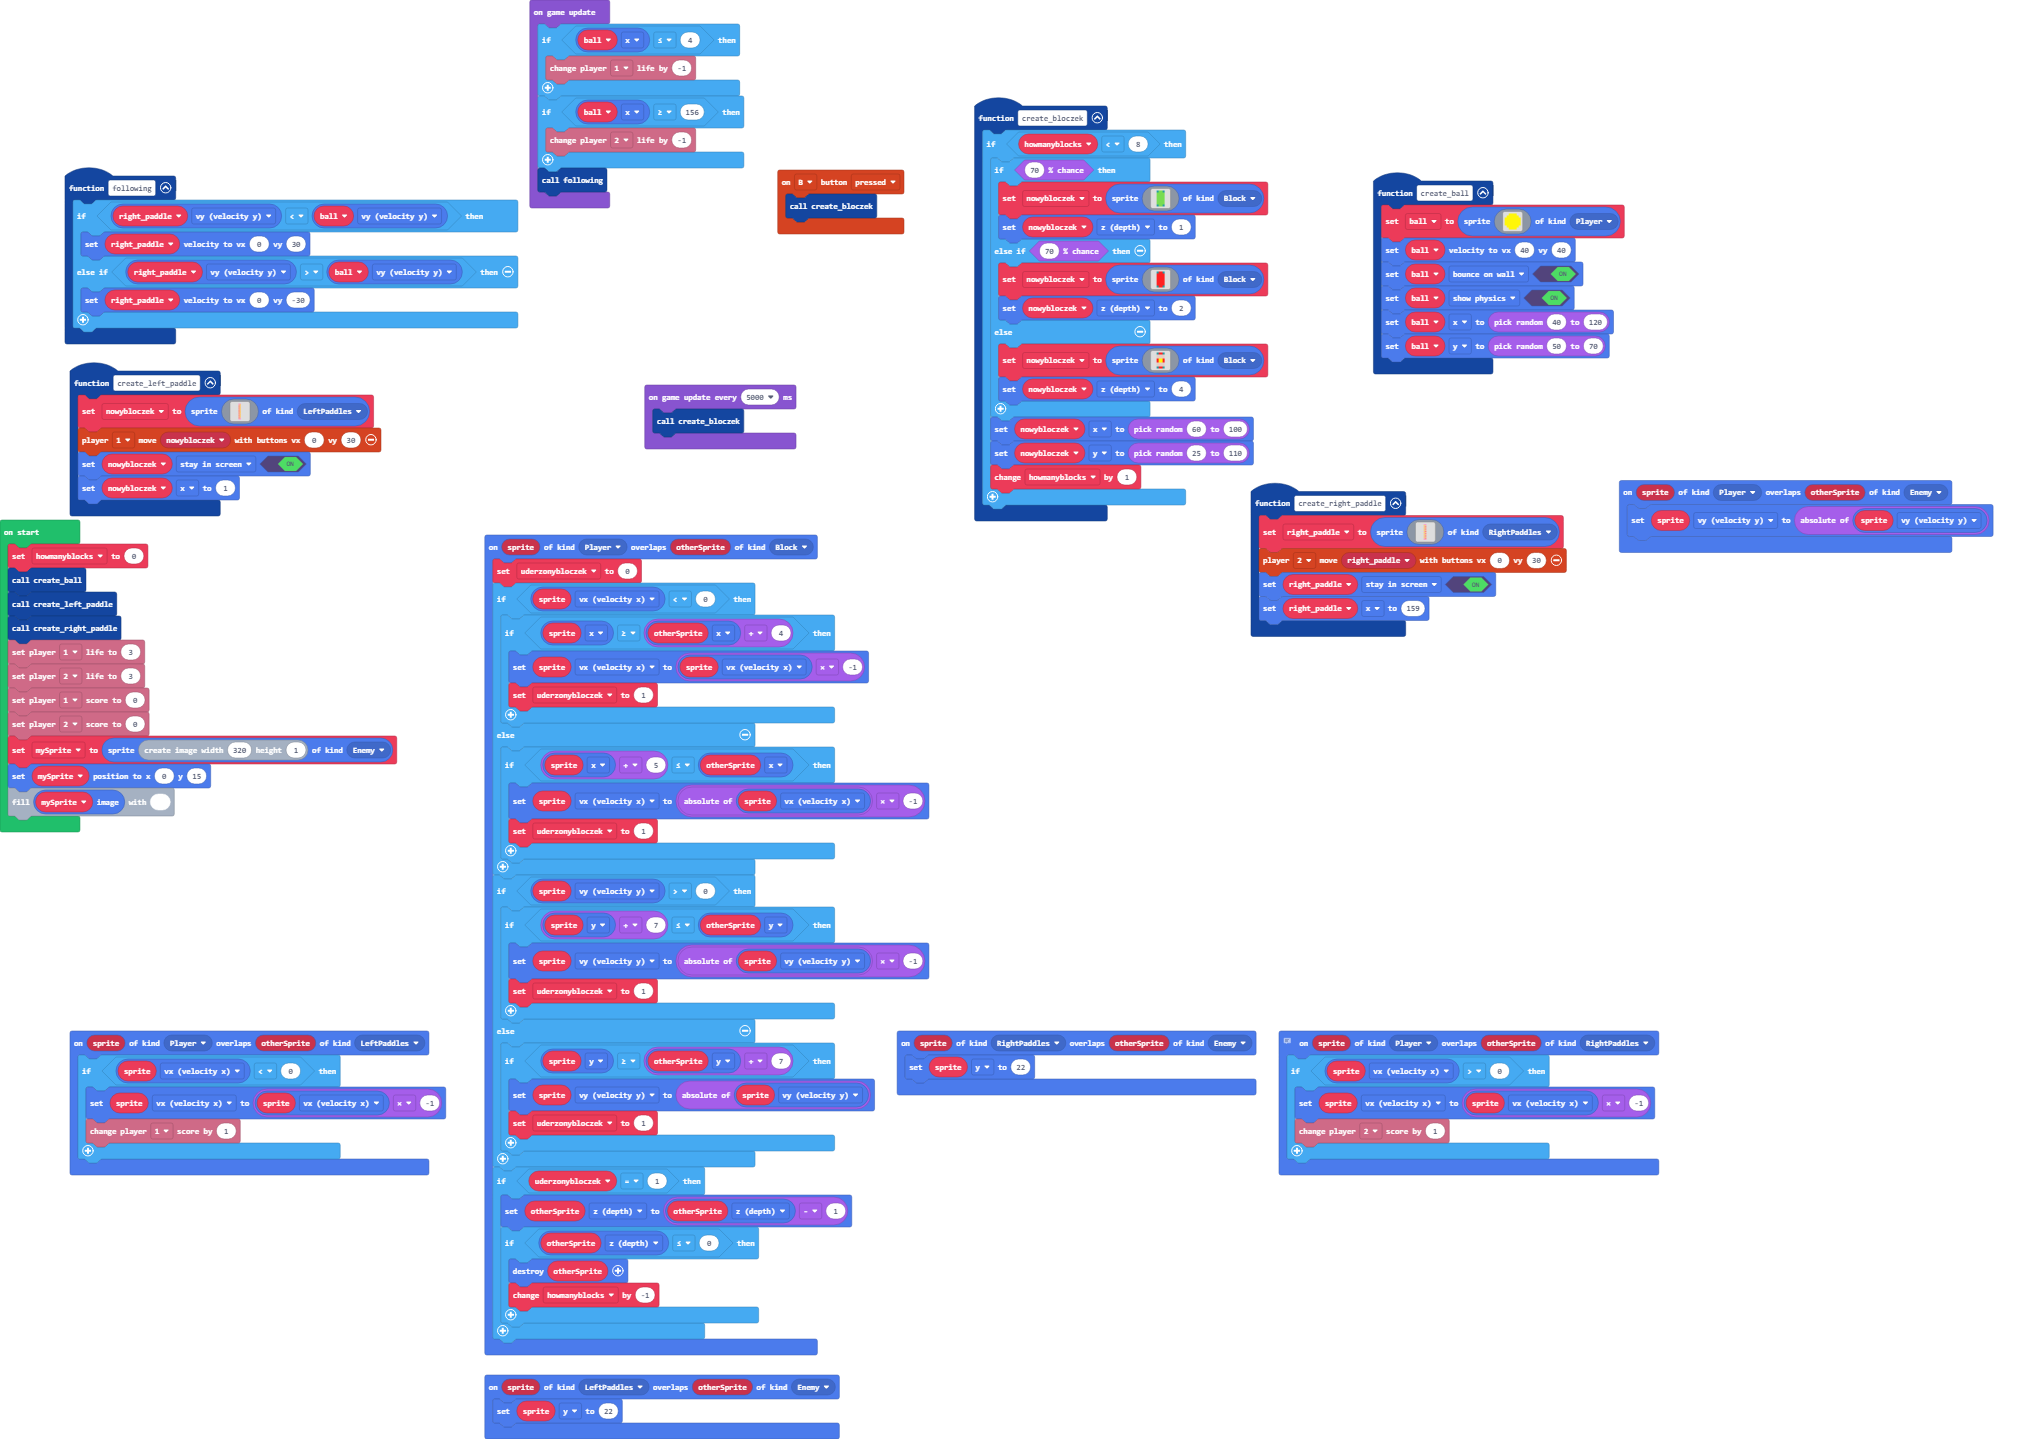 on game update
if ball x ≤ 4 then
change player 1 life by -1
if ball x ≥ 156 then
change player 2 life by -1
call following
function following
if right_paddle vy (velocity y) < ball vy (velocity y) then
set right_paddle velocity to vx 0 vy 30
else if right_paddle vy (velocity y) > ball vy (velocity y) then
set right_paddle velocity to vx 0 vy -30
on B button pressed
call create_bloczek
function create_bloczek
if howmanyblocks < 8 then
if 70 % chance then
set nowybloczek to sprite of kind Block
set nowybloczek z (depth) to 1
else if 70 % chance then
set nowybloczek to sprite of kind Block
set nowybloczek z (depth) to 2
else
set nowybloczek to sprite of kind Block
set nowybloczek z (depth) to 4
set nowybloczek x to pick random 60 to 100
set nowybloczek y to pick random 25 to 110
change howmanyblocks by 1
function create_ball
set ball to sprite of kind Player
set ball velocity to vx 40 vy 40
set ball bounce on wall ON
set ball show physics ON
set ball x to pick random 40 to 120
set ball y to pick random 50 to 70
function create_left_paddle
set nowybloczek to sprite of kind LeftPaddles
player 1 move nowybloczek with buttons vx 0 vy 30
set nowybloczek stay in screen ON
set nowybloczek x to 1
on game update every 5000 ms
call create_bloczek
function create_right_paddle
set right_paddle to sprite of kind RightPaddles
player 2 move right_paddle with buttons vx 0 vy 30
set right_paddle stay in screen ON
set right_paddle x to 159
on sprite of kind Player overlaps otherSprite of kind Enemy
set sprite vy (velocity y) to absolute of sprite vy (velocity y)
on start
set howmanyblocks to 0
call create_ball
call create_left_paddle
call create_right_paddle
set player 1 life to 3
set player 2 life to 3
set player 1 score to 0
set player 2 score to 0
set mySprite to sprite create image width 320 height 1 of kind Enemy
set mySprite position to x 0 y 15
fill mySprite image with
on sprite of kind Player overlaps otherSprite of kind Block
set uderzonybloczek to 0
if sprite vx (velocity x) < 0 then
if sprite x ≥ otherSprite x + 4 then
set sprite vx (velocity x) to sprite vx (velocity x) × -1
set uderzonybloczek to 1
else
if sprite x + 5 ≤ otherSprite x then
set sprite vx (velocity x) to absolute of sprite vx (velocity x) × -1
set uderzonybloczek to 1
if sprite vy (velocity y) > 0 then
if sprite y + 7 ≤ otherSprite y then
set sprite vy (velocity y) to absolute of sprite vy (velocity y) × -1
set uderzonybloczek to 1
else
if sprite y ≥ otherSprite y + 7 then
set sprite vy (velocity y) to absolute of sprite vy (velocity y)
set uderzonybloczek to 1
if uderzonybloczek = 1 then
set otherSprite z (depth) to otherSprite z (depth) - 1
if otherSprite z (depth) ≤ 0 then
destroy otherSprite
change howmanyblocks by -1
on sprite of kind Player overlaps otherSprite of kind LeftPaddles
if sprite vx (velocity x) < 0 then
set sprite vx (velocity x) to sprite vx (velocity x) × -1
change player 1 score by 1
on sprite of kind RightPaddles overlaps otherSprite of kind Enemy
set sprite y to 22
on sprite of kind Player overlaps otherSprite of kind RightPaddles
if sprite vx (velocity x) > 0 then
set sprite vx (velocity x) to sprite vx (velocity x) × -1
change player 2 score by 1
on sprite of kind LeftPaddles overlaps otherSprite of kind Enemy
set sprite y to 22